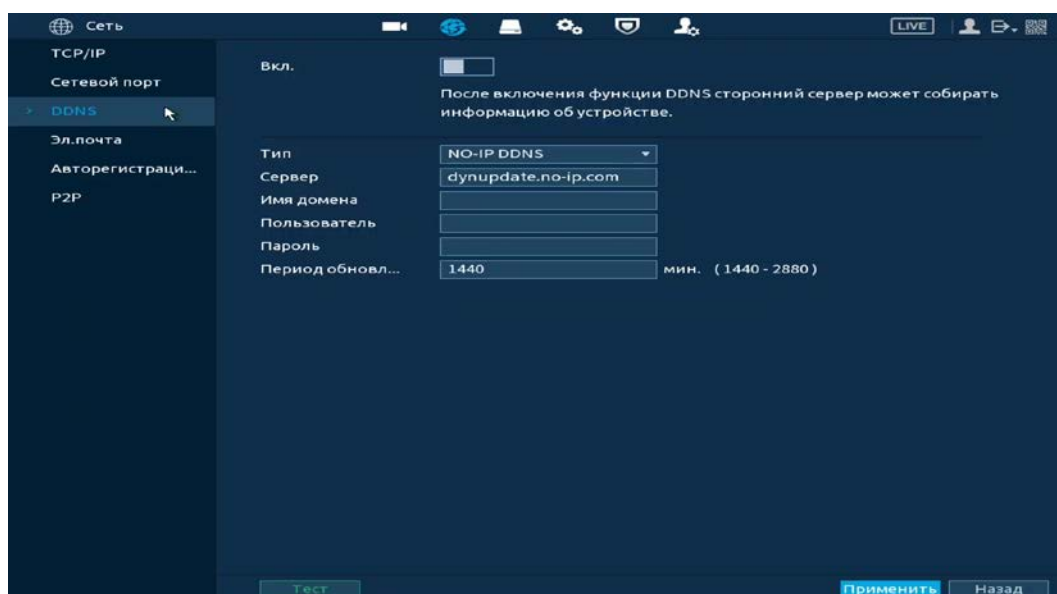 Сеть
LIVE
TCP/IP
Сетевой порт
> DDNS
Эл.почта
Авторегистраци...
P2P
Вкл.
После включения функции DDNS сторонний сервер может собирать
информацию об устройстве.
Тип NO-IP DDNS
Сервер dynupdate.no-ip.com
Имя домена
Пользователь
Пароль
Период обновл... 1440 мин. (1440 - 2880)
Тест
Применить
Назад